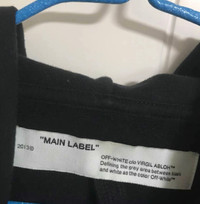 2013®
"MAIN LABEL"
OFF-WHITE c/o VIRGIL ABLOH™
Defining the grey area between black
and white as the color Off-White™